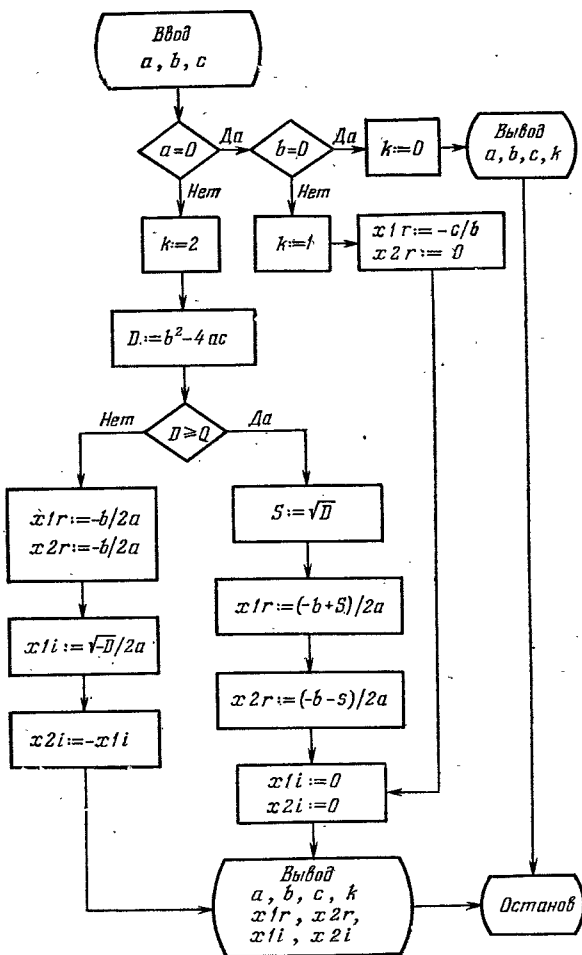 Ввод
a, b, c
a=0
Да
b=0
Да
k:=0
Вывод
a, b, c, k
Нет
Нет
k:=2
k:=1
x1r:=-c/b
x2r:= 0
D:=b²-4ac
Нет
D≥0
Да
x1r:=-b/2a
x2r:=-b/2a
S:=√D
x1r:=(-b+S)/2a
x1i:=√-D/2a
x2r:=(-b-s)/2a
x2i:=-x1i
x1i:=0
x2i:=0
Вывод
a, b, c, k
x1r, x2r,
x1i, x2i
Останов